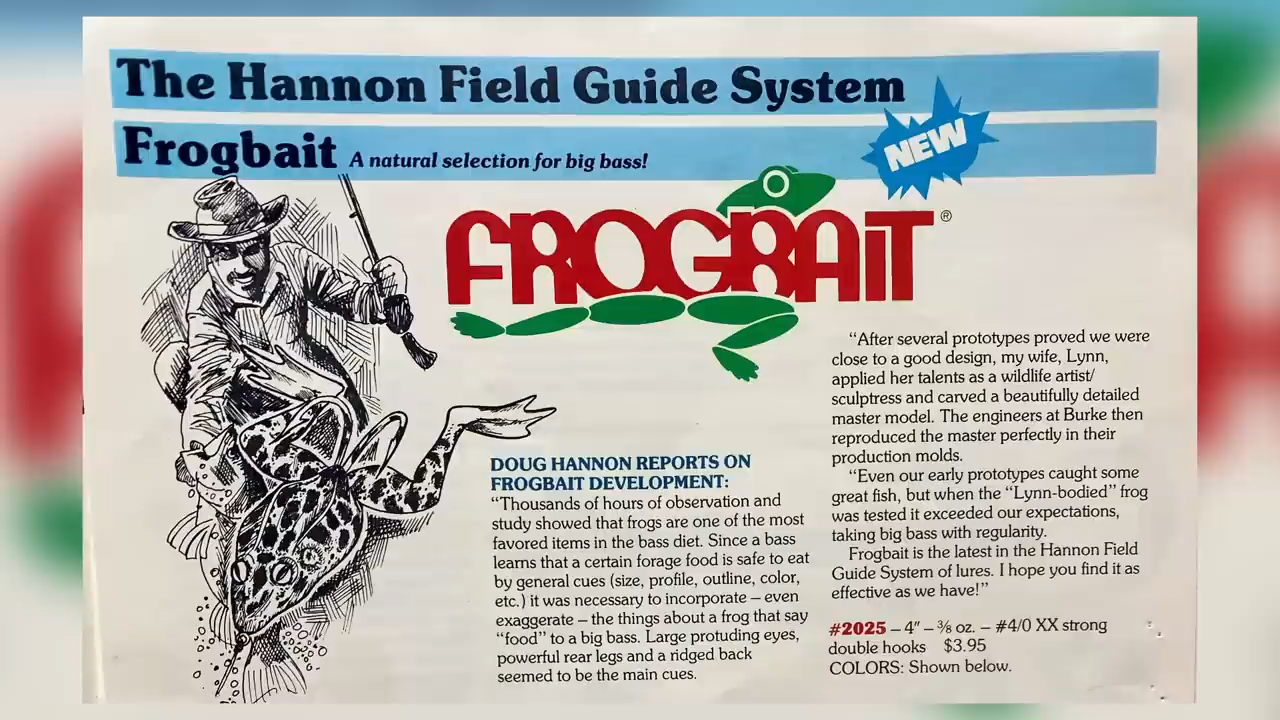 The Hannon Field Guide System
Frogbait A natural selection for big bass!
NEW
FROGBAIT®
DOUG HANNON REPORTS ON
FROGBAIT DEVELOPMENT:
“Thousands of hours of observation and
study showed that frogs are one of the most
favored items in the bass diet. Since a bass
learns that a certain forage food is safe to eat
by general cues (size, profile, outline, color,
etc.) it was necessary to incorporate – even
exaggerate – the things about a frog that say
“food” to a big bass. Large protuding eyes,
powerful rear legs and a ridged back
seemed to be the main cues.
“After several prototypes proved we were
close to a good design, my wife, Lynn,
applied her talents as a wildlife artist/
sculptress and carved a beautifully detailed
master model. The engineers at Burke then
reproduced the master perfectly in their
production molds.
“Even our early prototypes caught some
great fish, but when the “Lynn-bodied” frog
was tested it exceeded our expectations,
taking big bass with regularity.
Frogbait is the latest in the Hannon Field
Guide System of lures. I hope you find it as
effective as we have!”
#2025 – 4″ – ⅜ oz. – #4/0 XX strong
double hooks $3.95
COLORS: Shown below.